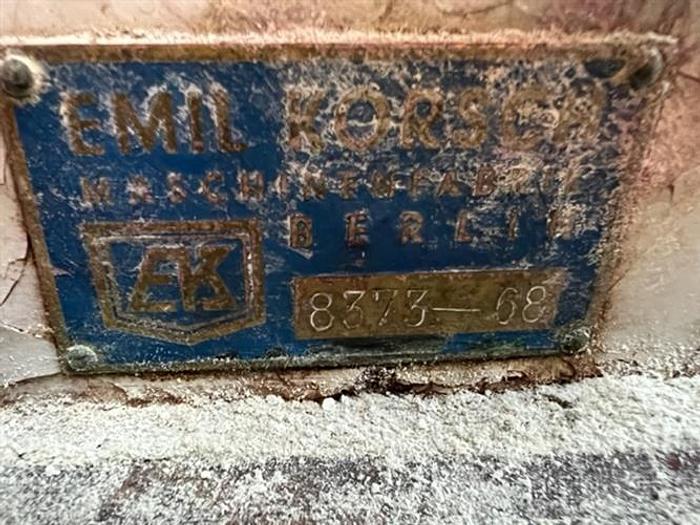 EMIL KORSCH
MASCHINENFABRIK
BERLIN
EK
8373-68